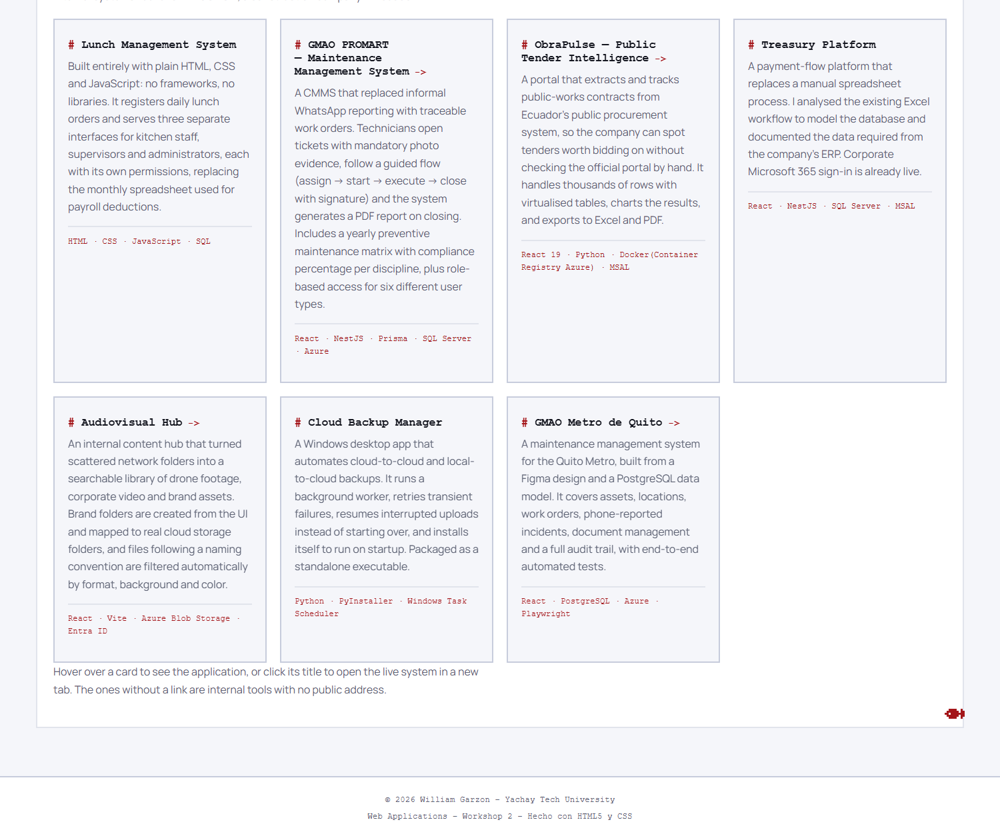 # Lunch Management System
Built entirely with plain HTML, CSS
and JavaScript: no frameworks, no
libraries. It registers daily lunch
orders and serves three separate
interfaces for kitchen staff,
supervisors and administrators, each
with its own permissions, replacing
the monthly spreadsheet used for
payroll deductions.
HTML · CSS · JavaScript · SQL
# GMAO PROMART
— Maintenance
Management System ->
A CMMS that replaced informal
WhatsApp reporting with traceable
work orders. Technicians open
tickets with mandatory photo
evidence, follow a guided flow
(assign → start → execute → close
with signature) and the system
generates a PDF report on closing.
Includes a yearly preventive
maintenance matrix with compliance
percentage per discipline, plus role-
based access for six different user
types.
React · NestJS · Prisma · SQL Server
· Azure
# ObraPulse — Public
Tender Intelligence ->
A portal that extracts and tracks
public-works contracts from
Ecuador's public procurement
system, so the company can spot
tenders worth bidding on without
checking the official portal by hand. It
handles thousands of rows with
virtualised tables, charts the results,
and exports to Excel and PDF.
React 19 · Python · Docker(Container
Registry Azure) · MSAL
# Treasury Platform
A payment-flow platform that
replaces a manual spreadsheet
process. I analysed the existing Excel
workflow to model the database and
documented the data required from
the company's ERP. Corporate
Microsoft 365 sign-in is already live.
React · NestJS · SQL Server · MSAL
# Audiovisual Hub ->
An internal content hub that turned
scattered network folders into a
searchable library of drone footage,
corporate video and brand assets.
Brand folders are created from the UI
and mapped to real cloud storage
folders, and files following a naming
convention are filtered automatically
by format, background and color.
React · Vite · Azure Blob Storage ·
Entra ID
# Cloud Backup Manager
A Windows desktop app that
automates cloud-to-cloud and local-
to-cloud backups. It runs a
background worker, retries transient
failures, resumes interrupted uploads
instead of starting over, and installs
itself to run on startup. Packaged as a
standalone executable.
Python · PyInstaller · Windows Task
Scheduler
# GMAO Metro de Quito ->
A maintenance management system
for the Quito Metro, built from a
Figma design and a PostgreSQL data
model. It covers assets, locations,
work orders, phone-reported
incidents, document management
and a full audit trail, with end-to-end
automated tests.
React · PostgreSQL · Azure ·
Playwright
Hover over a card to see the application, or click its title to open the live system in a new
tab. The ones without a link are internal tools with no public address.
© 2026 William Garzon – Yachay Tech University
Web Applications – Workshop 2 – Hecho con HTML5 y CSS